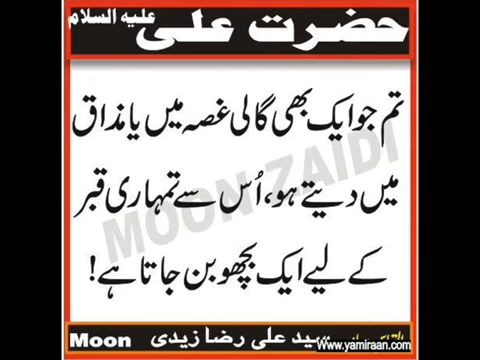 حضرت علی علیہ السلام
تم جو ایک بھی گالی غصہ میں یا مذاق
میں دیتے ہو، اُس سے تمہاری قبر
کے لیے ایک بچھو بن جاتا ہے!
MOON ZAIDI
سید علی رضا زیدی Moon
www.yamiraan.com